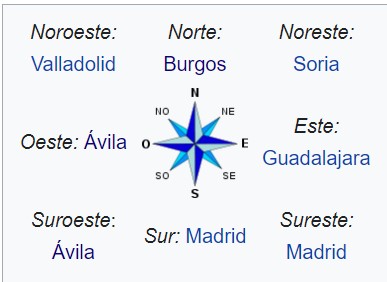 Noroeste: Norte: Noreste:
Valladolid Burgos Soria
N
NO NE
Oeste: Ávila O E Este:
Guadalajara
SO SE
S
Suroeste: Sur: Madrid Sureste:
Ávila Madrid